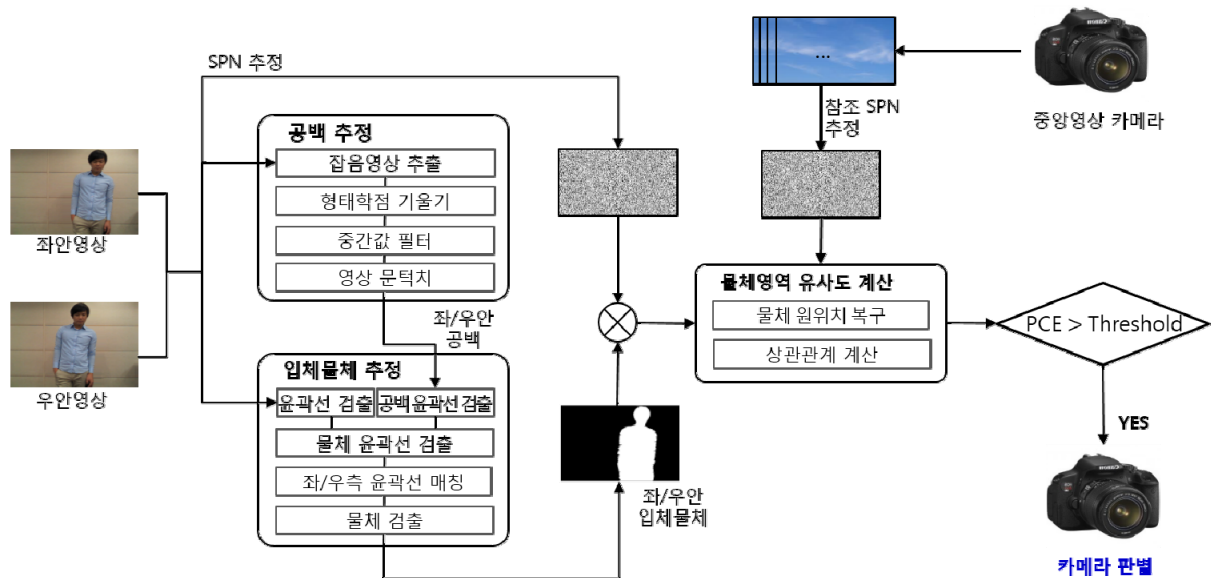 SPN 추정
공백 추정
잡음영상 추출
형태학점 기울기
중간값 필터
영상 문턱치
좌안영상
우안영상
좌/우안
공백
입체물체 추정
윤곽선 검출
공백윤곽선검출
물체 윤곽선 검출
좌/우측 윤곽선 매칭
물체 검출
좌/우안
입체물체
...
참조 SPN
추정
중앙영상 카메라
물체영역 유사도 계산
물체 원위치 복구
상관관계 계산
PCE > Threshold
YES
카메라 판별